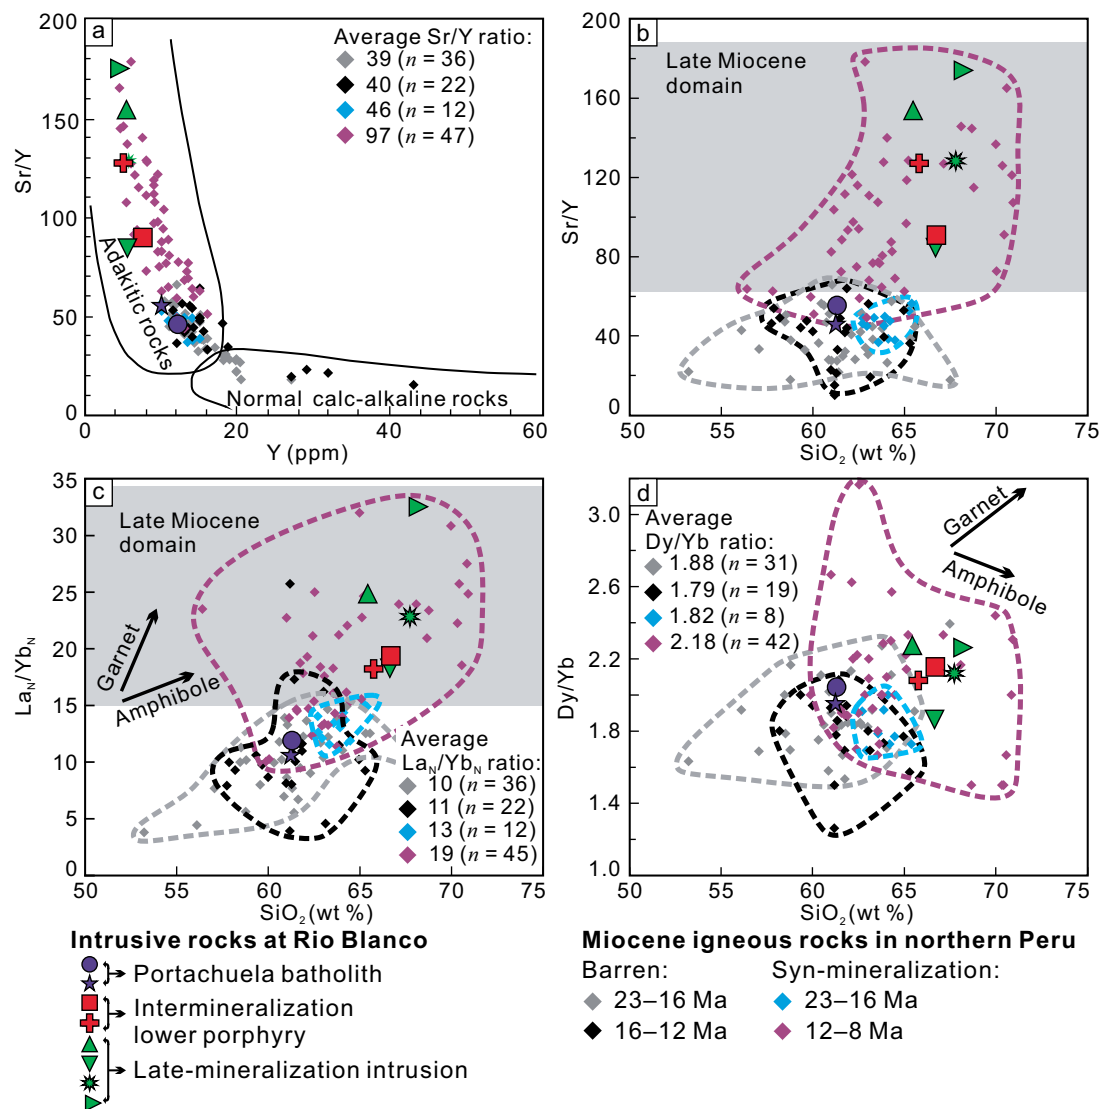 a
Average Sr/Y ratio:
39 (n = 36)
40 (n = 22)
46 (n = 12)
97 (n = 47)
Adakitic rocks
Normal calc-alkaline rocks
200
150
100
50
0
Sr/Y
0
20
40
60
Y (ppm)
b
Late Miocene
domain
200
160
120
80
40
0
Sr/Y
50
55
60
65
70
75
SiO₂ (wt %)
c
Late Miocene
domain
Garnet
Amphibole
Average
Laₙ/Ybₙ ratio:
10 (n = 36)
11 (n = 22)
13 (n = 12)
19 (n = 45)
35
30
25
20
15
10
5
0
Laₙ/Ybₙ
50
55
60
65
70
75
SiO₂ (wt %)
d
Average
Dy/Yb ratio:
1.88 (n = 31)
1.79 (n = 19)
1.82 (n = 8)
2.18 (n = 42)
Garnet
Amphibole
3.0
2.6
2.2
1.8
1.4
1.0
Dy/Yb
50
55
60
65
70
75
SiO₂ (wt %)
Intrusive rocks at Rio Blanco
Portachuela batholith
Intermineralization
lower porphyry
Late-mineralization intrusion
Miocene igneous rocks in northern Peru
Barren:
23–16 Ma
16–12 Ma
Syn-mineralization:
23–16 Ma
12–8 Ma